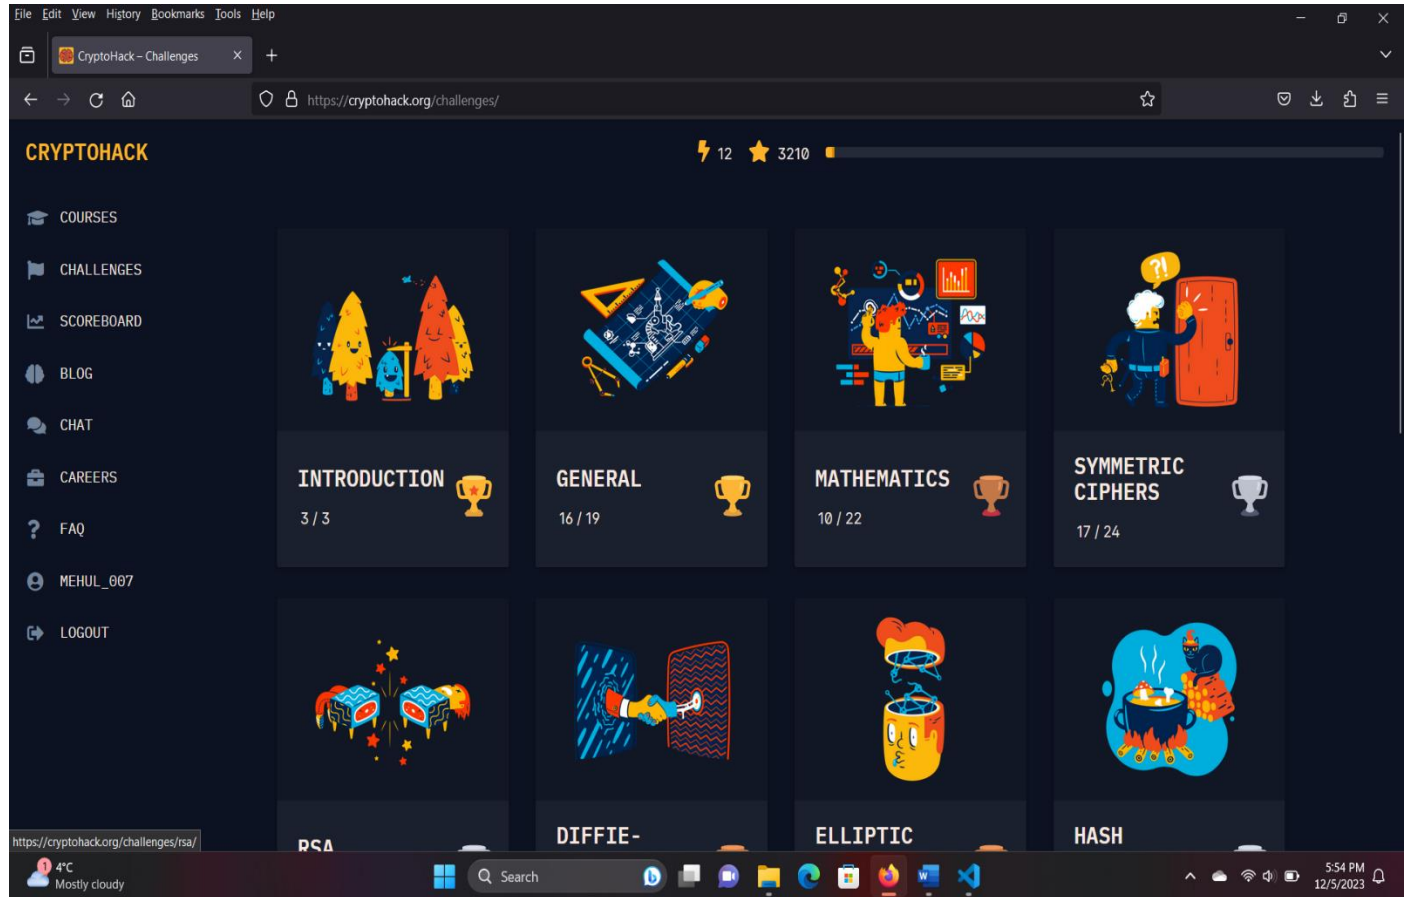 File Edit View History Bookmarks Tools Help
CryptoHack – Challenges
https://cryptohack.org/challenges/
CRYPTOHACK
12 3210
COURSES
CHALLENGES
SCOREBOARD
BLOG
CHAT
CAREERS
FAQ
MEHUL_007
LOGOUT
?!
INTRODUCTION
3 / 3
GENERAL
16 / 19
MATHEMATICS
10 / 22
SYMMETRIC
CIPHERS
17 / 24
RSA
DIFFIE-
ELLIPTIC
HASH
https://cryptohack.org/challenges/rsa/
1
4°C
Mostly cloudy
Search
5:54 PM
12/5/2023